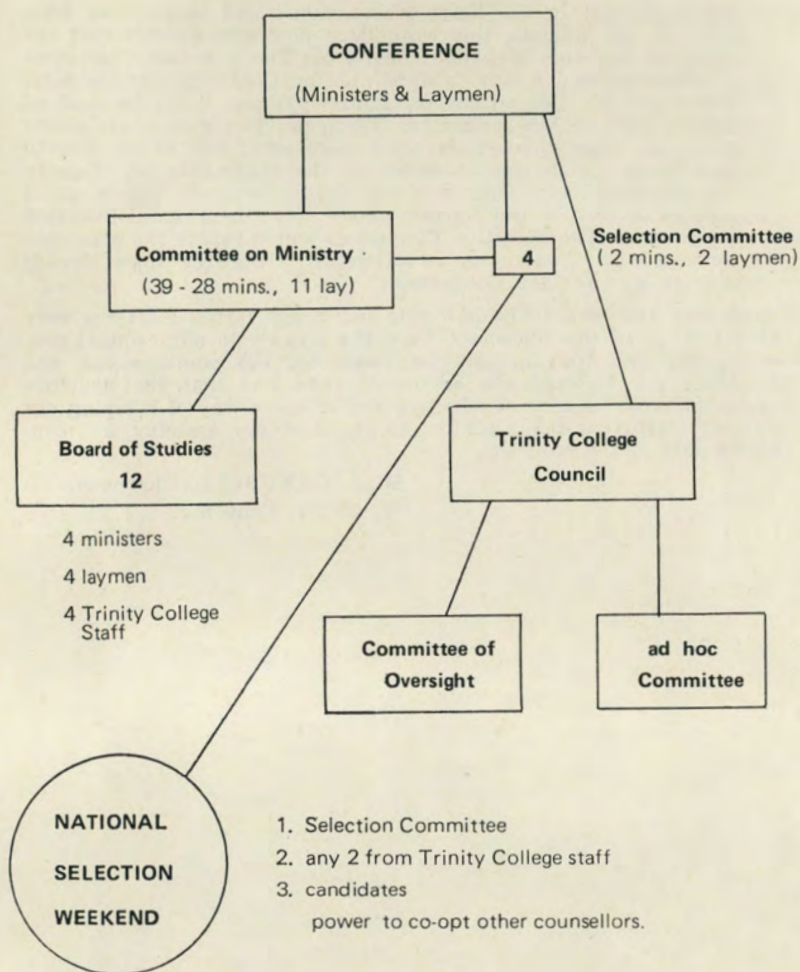 CONFERENCE
(Ministers & Laymen)
Committee on Ministry
(39 - 28 mins., 11 lay)
4
Selection Committee
( 2 mins., 2 laymen)
Board of Studies
12
4 ministers
4 laymen
4 Trinity College
Staff
Trinity College
Council
Committee of
Oversight
ad hoc
Committee
NATIONAL
SELECTION
WEEKEND
1. Selection Committee
2. any 2 from Trinity College staff
3. candidates
power to co-opt other counsellors.